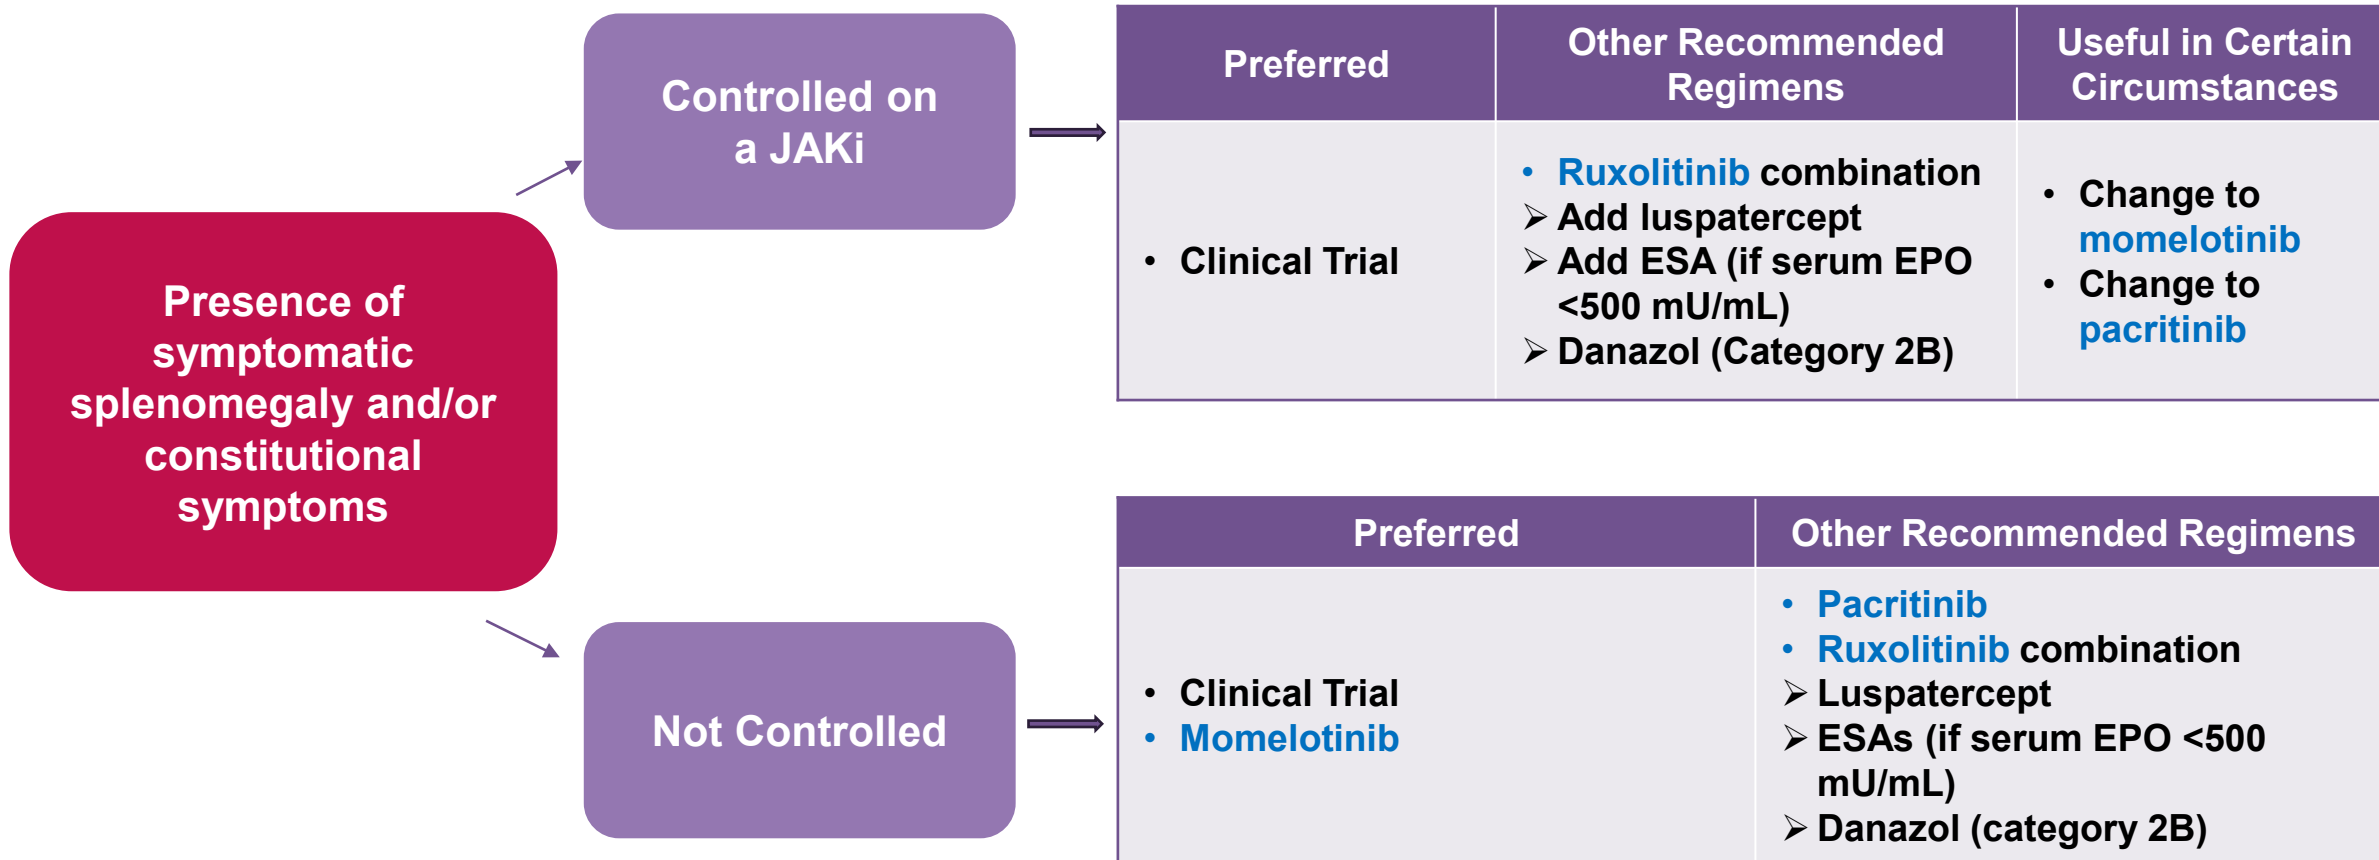 Presence of
symptomatic
splenomegaly and/or
constitutional
symptoms
Controlled on
a JAKi
Preferred
Other Recommended
Regimens
Useful in Certain
Circumstances
• Clinical Trial
• Ruxolitinib combination
➢ Add luspatercept
➢ Add ESA (if serum EPO
<500 mU/mL)
➢ Danazol (Category 2B)
• Change to
momelotinib
• Change to
pacritinib
Not Controlled
Preferred
Other Recommended Regimens
• Clinical Trial
• Momelotinib
• Pacritinib
• Ruxolitinib combination
➢ Luspatercept
➢ ESAs (if serum EPO <500
mU/mL)
➢ Danazol (category 2B)